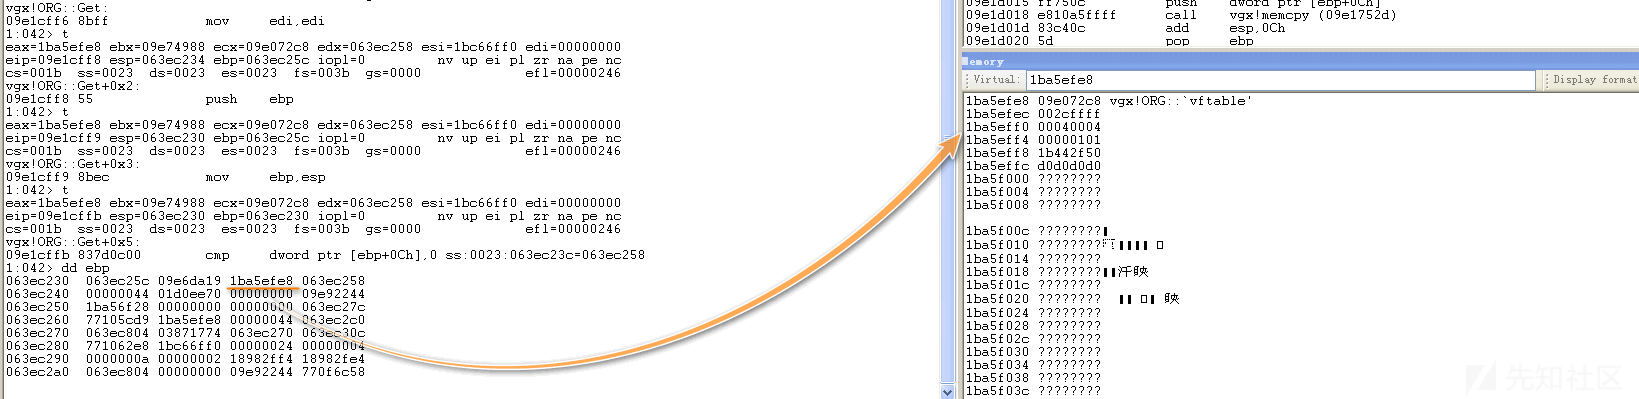 vgx!ORG::Get:
09e1cff6 8bff mov edi,edi
1:042> t
eax=1ba5efe8 ebx=09e74988 ecx=09e072c8 edx=063ec258 esi=1bc66ff0 edi=00000000
eip=09e1cff8 esp=063ec234 ebp=063ec25c iopl=0 nv up ei pl zr na pe nc
cs=001b ss=0023 ds=0023 es=0023 fs=003b gs=0000 efl=00000246
vgx!ORG::Get+0x2:
09e1cff8 55 push ebp
1:042> t
eax=1ba5efe8 ebx=09e74988 ecx=09e072c8 edx=063ec258 esi=1bc66ff0 edi=00000000
eip=09e1cff9 esp=063ec230 ebp=063ec25c iopl=0 nv up ei pl zr na pe nc
cs=001b ss=0023 ds=0023 es=0023 fs=003b gs=0000 efl=00000246
vgx!ORG::Get+0x3:
09e1cff9 8bec mov ebp,esp
1:042> t
eax=1ba5efe8 ebx=09e74988 ecx=09e072c8 edx=063ec258 esi=1bc66ff0 edi=00000000
eip=09e1cffb esp=063ec230 ebp=063ec230 iopl=0 nv up ei pl zr na pe nc
cs=001b ss=0023 ds=0023 es=0023 fs=003b gs=0000 efl=00000246
vgx!ORG::Get+0x5:
09e1cffb 837d0c00 cmp dword ptr [ebp+0Ch],0 ss:0023:063ec23c=063ec258
1:042> dd ebp
063ec230 063ec25c 09e6da19 1ba5efe8 063ec258
063ec240 00000044 01d0ee70 00000000 09e92244
063ec250 1ba56f28 00000000 00000020 063ec27c
063ec260 77105cd9 1ba5efe8 00000044 063ec2c0
063ec270 063ec804 03871774 063ec270 063ec30c
063ec280 771062e8 1bc66ff0 00000024 00000004
063ec290 0000000a 00000002 18982ff4 18982fe4
063ec2a0 063ec804 00000000 09e92244 770f6c58
09e1d015 ff750c push dword ptr [ebp+0Ch]
09e1d018 e810a5ffff call vgx!memcpy (09e1752d)
09e1d01d 83c40c add esp,0Ch
09e1d020 5d pop ebp
Memory
Virtual: 1ba5efe8 Display format
1ba5efe8 09e072c8 vgx!ORG::`vftable'
1ba5efec 002cffff
1ba5eff0 00040004
1ba5eff4 00000101
1ba5eff8 1b442f50
1ba5effc d0d0d0d0
1ba5f000 ????????
1ba5f004 ????????
1ba5f008 ????????
1ba5f00c ????????
1ba5f010 ????????
1ba5f014 ????????
1ba5f018 ????????
1ba5f01c ????????
1ba5f020 ????????
1ba5f024 ????????
1ba5f028 ????????
1ba5f02c ????????
1ba5f030 ????????
1ba5f034 ????????
1ba5f038 ????????
1ba5f03c ????????
先知社区